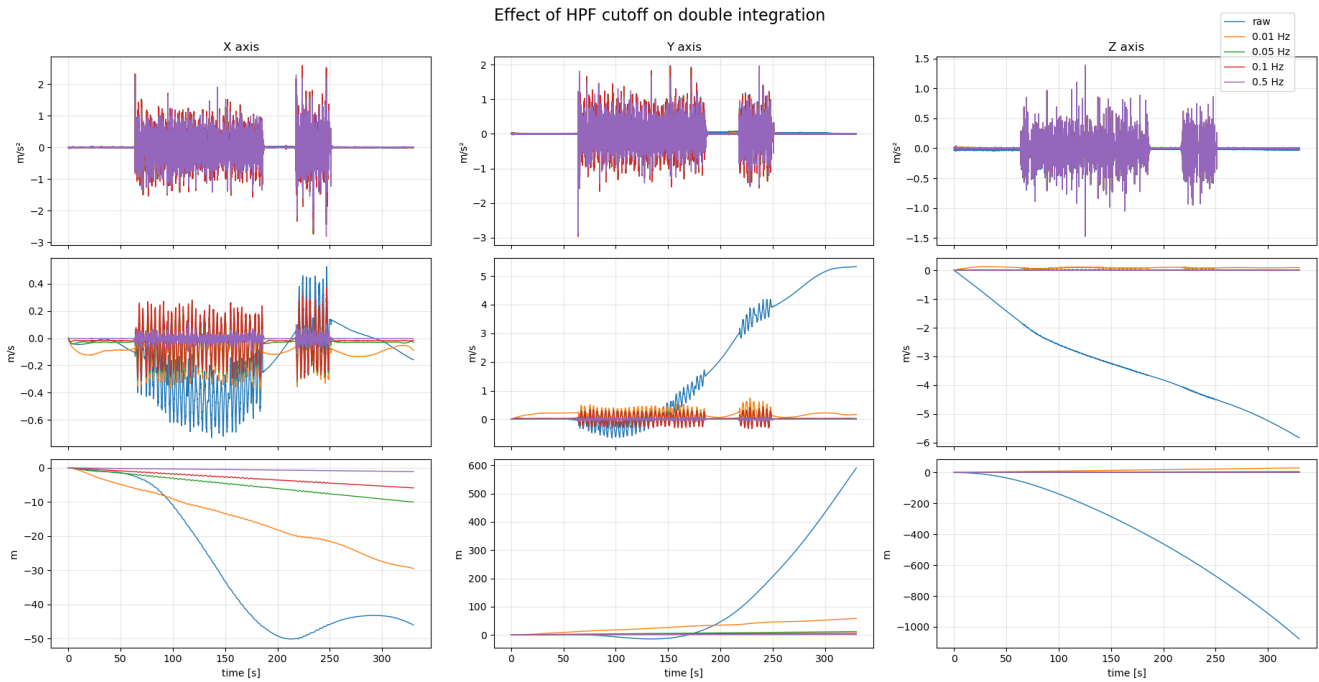 Effect of HPF cutoff on double integration
raw
0.01 Hz
0.05 Hz
0.1 Hz
0.5 Hz
X axis
Y axis
Z axis
m/s²
2
1
0
−1
−2
−3
m/s²
2
1
0
−1
−2
−3
m/s²
1.5
1.0
0.5
0.0
−0.5
−1.0
−1.5
m/s
0.4
0.2
0.0
−0.2
−0.4
−0.6
m/s
5
4
3
2
1
0
m/s
0
−1
−2
−3
−4
−5
−6
m
0
−10
−20
−30
−40
−50
0 50 100 150 200 250 300
time [s]
m
600
500
400
300
200
100
0
0 50 100 150 200 250 300
time [s]
m
0
−200
−400
−600
−800
−1000
0 50 100 150 200 250 300
time [s]